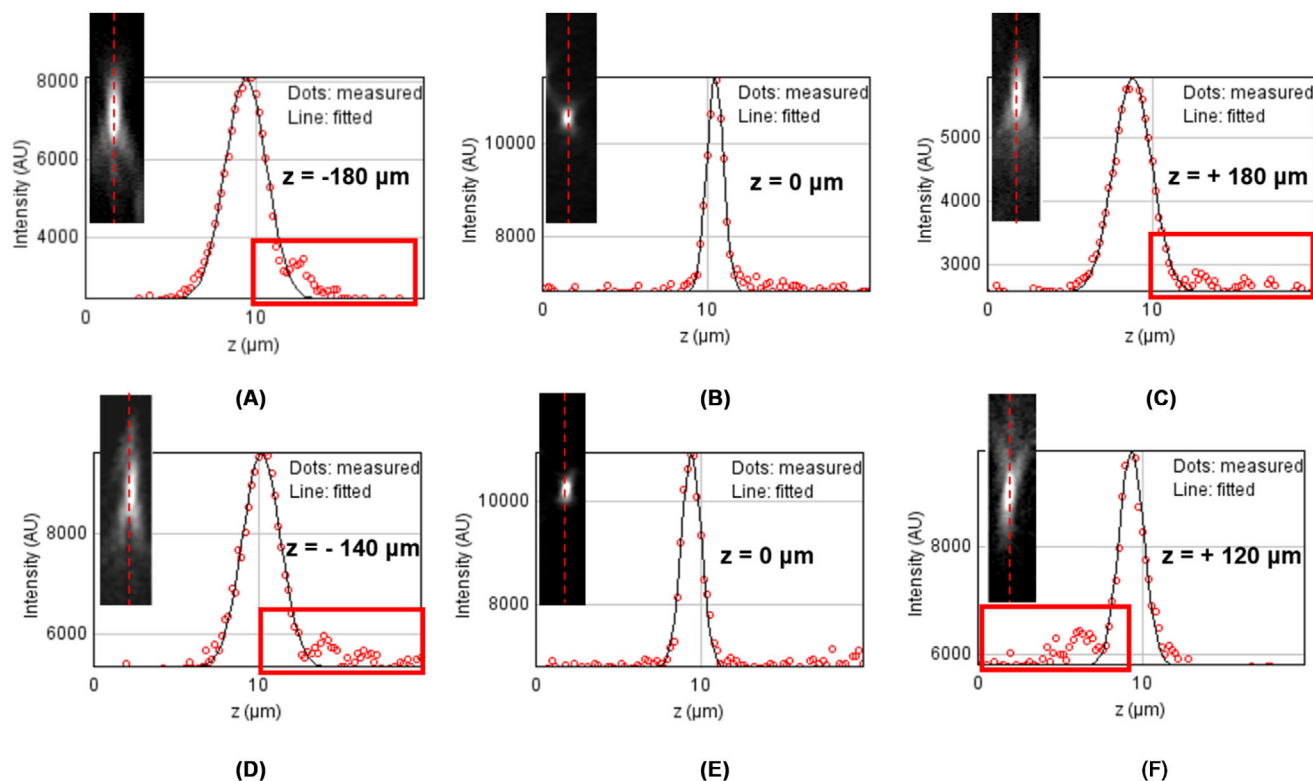 8000
6000
4000
Intensity (AU)
Dots: measured
Line: fitted
z = -180 µm
0
10
z (µm)
(A)
10000
8000
Intensity (AU)
Dots: measured
Line: fitted
z = 0 µm
0
10
z (µm)
(B)
5000
4000
3000
Intensity (AU)
Dots: measured
Line: fitted
z = + 180 µm
0
10
z (µm)
(C)
8000
6000
Intensity (AU)
Dots: measured
Line: fitted
z = - 140 µm
0
10
z (µm)
(D)
10000
8000
Intensity (AU)
Dots: measured
Line: fitted
z = 0 µm
0
10
z (µm)
(E)
8000
6000
Intensity (AU)
Dots: measured
Line: fitted
z = + 120 µm
0
10
z (µm)
(F)